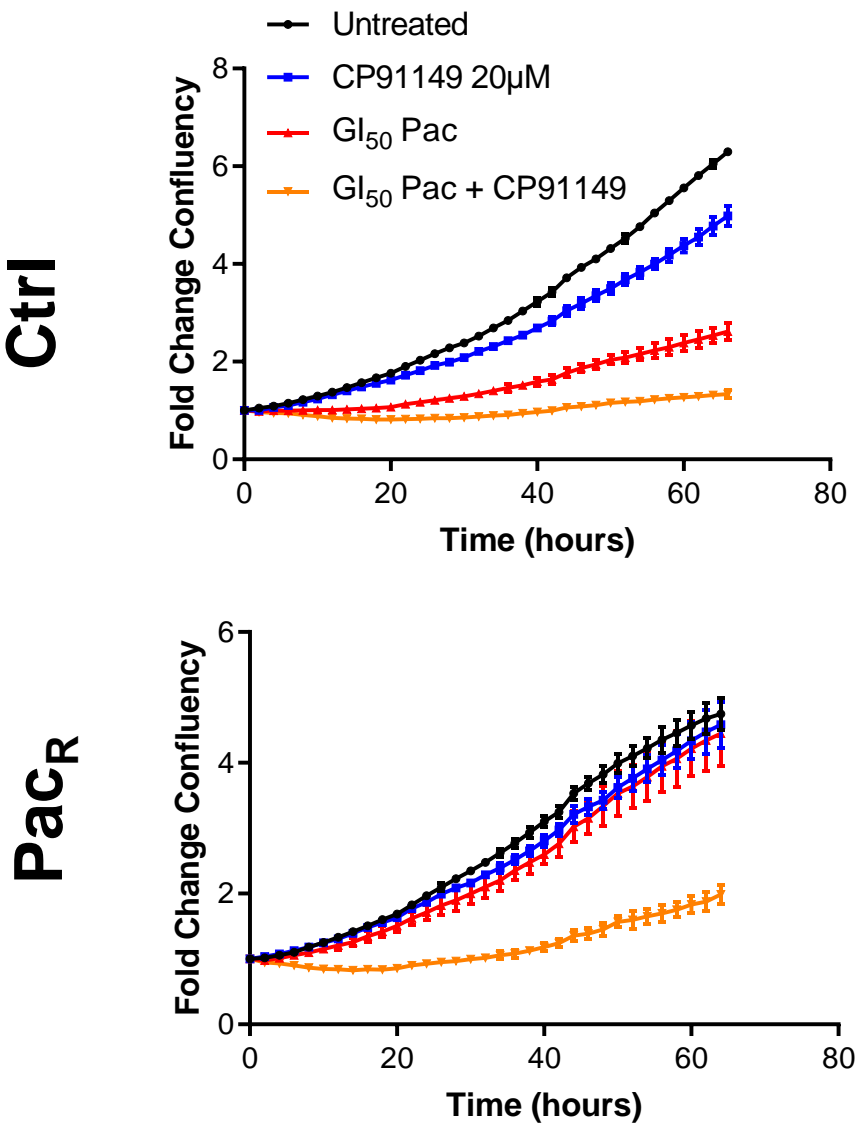 Untreated
CP91149 20µM
GI50 Pac
GI50 Pac + CP91149
Ctrl
Fold Change Confluency
8
6
4
2
0
0 20 40 60 80
Time (hours)
PacR
Fold Change Confluency
6
4
2
0
0 20 40 60 80
Time (hours)